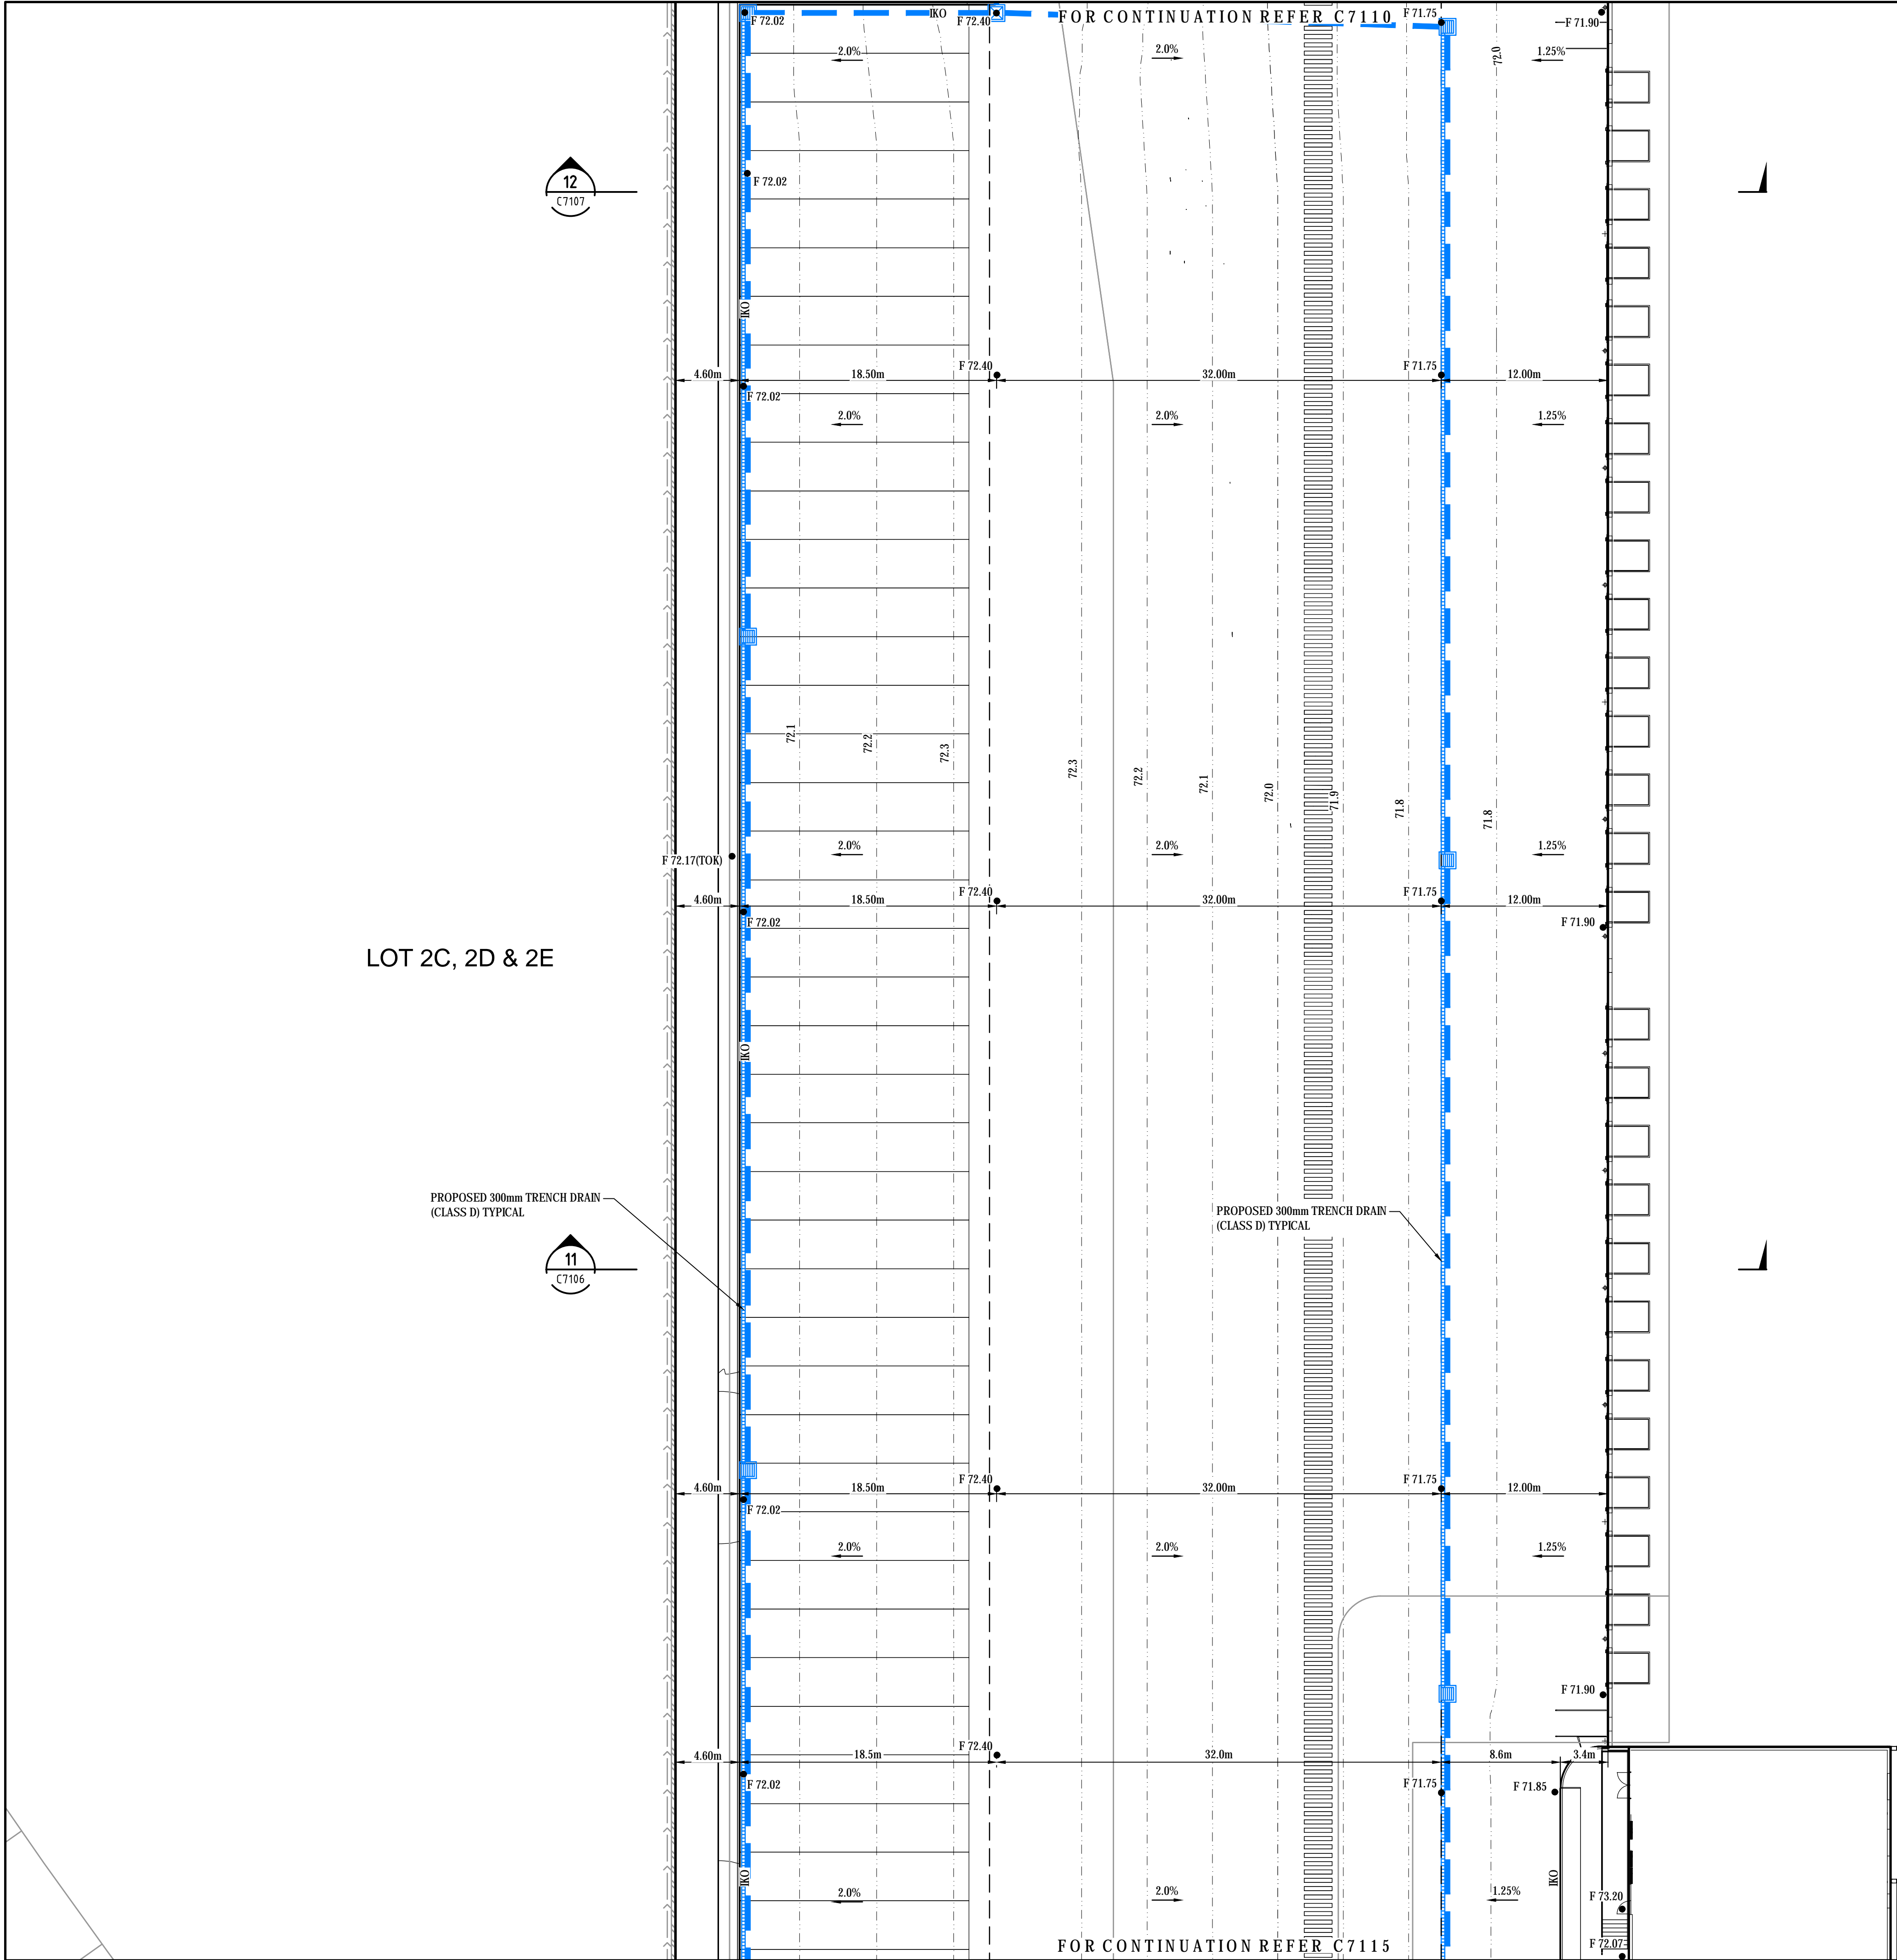 F 72.02
IKO
F 72.40
FOR CONTINUATION REFER C7110
F 71.75
F 71.90
2.0%
2.0%
72.0
1.25%
12
C7107
F 72.02
IKO
F 72.40
F 71.75
4.60m
18.50m
32.00m
12.00m
F 72.02
2.0%
2.0%
1.25%
72.1
72.2
72.3
72.3
72.2
72.1
72.0
71.9
71.8
71.8
2.0%
2.0%
1.25%
F 72.17(TOK)
F 72.40
F 71.75
4.60m
18.50m
32.00m
12.00m
F 72.02
F 71.90
LOT 2C, 2D & 2E
IKO
PROPOSED 300mm TRENCH DRAIN
(CLASS D) TYPICAL
PROPOSED 300mm TRENCH DRAIN
(CLASS D) TYPICAL
11
C7106
F 72.40
F 71.75
4.60m
18.50m
32.00m
12.00m
F 72.02
2.0%
2.0%
1.25%
F 71.90
F 72.40
4.60m
18.5m
32.0m
8.6m
3.4m
F 72.02
F 71.75
F 71.85
IKO
IKO
2.0%
2.0%
1.25%
F 73.20
FOR CONTINUATION REFER C7115
F 72.07